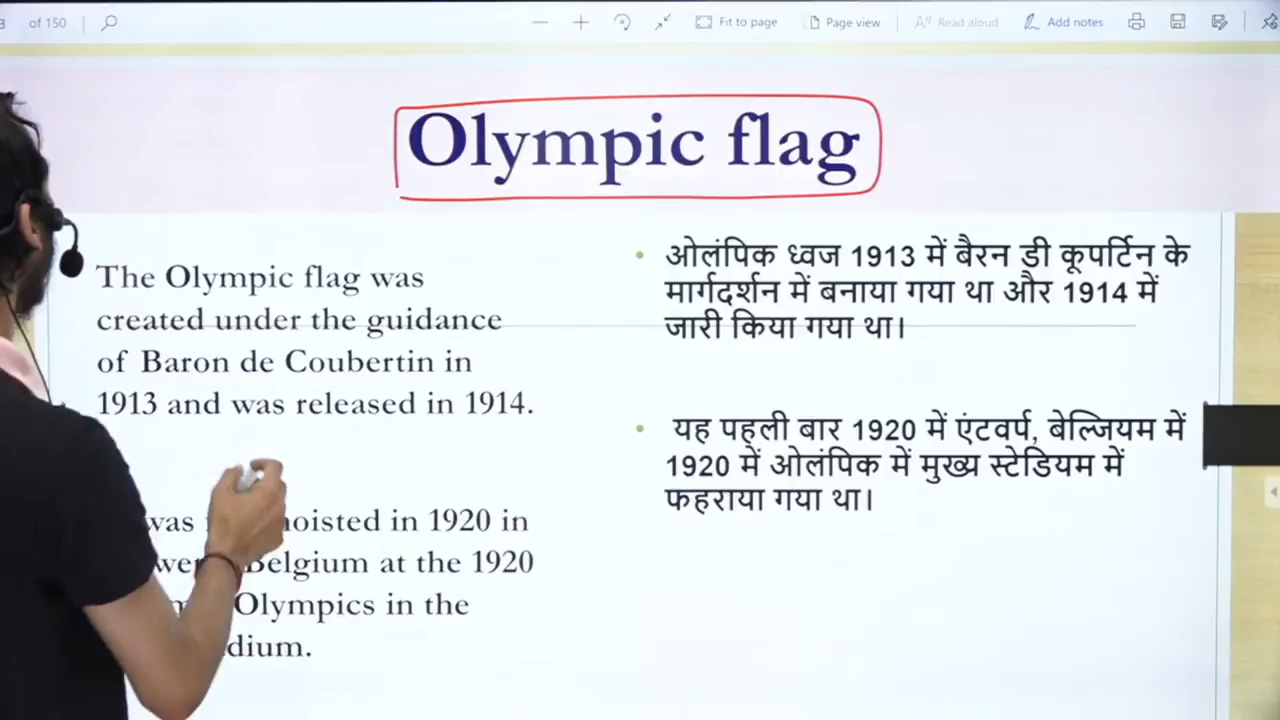 of 150
Fit to page
Page view
Read aloud
Add notes
Olympic flag
The Olympic flag was
created under the guidance
of Baron de Coubertin in
1913 and was released in 1914.
was hoisted in 1920 in
Belgium at the 1920
Olympics in the
ओलंपिक ध्वज 1913 में बैरन डी कूपर्टिन के
मार्गदर्शन में बनाया गया था और 1914 में
जारी किया गया था।
यह पहली बार 1920 में एंटवर्प, बेल्जियम में
1920 में ओलंपिक में मुख्य स्टेडियम में
फहराया गया था।